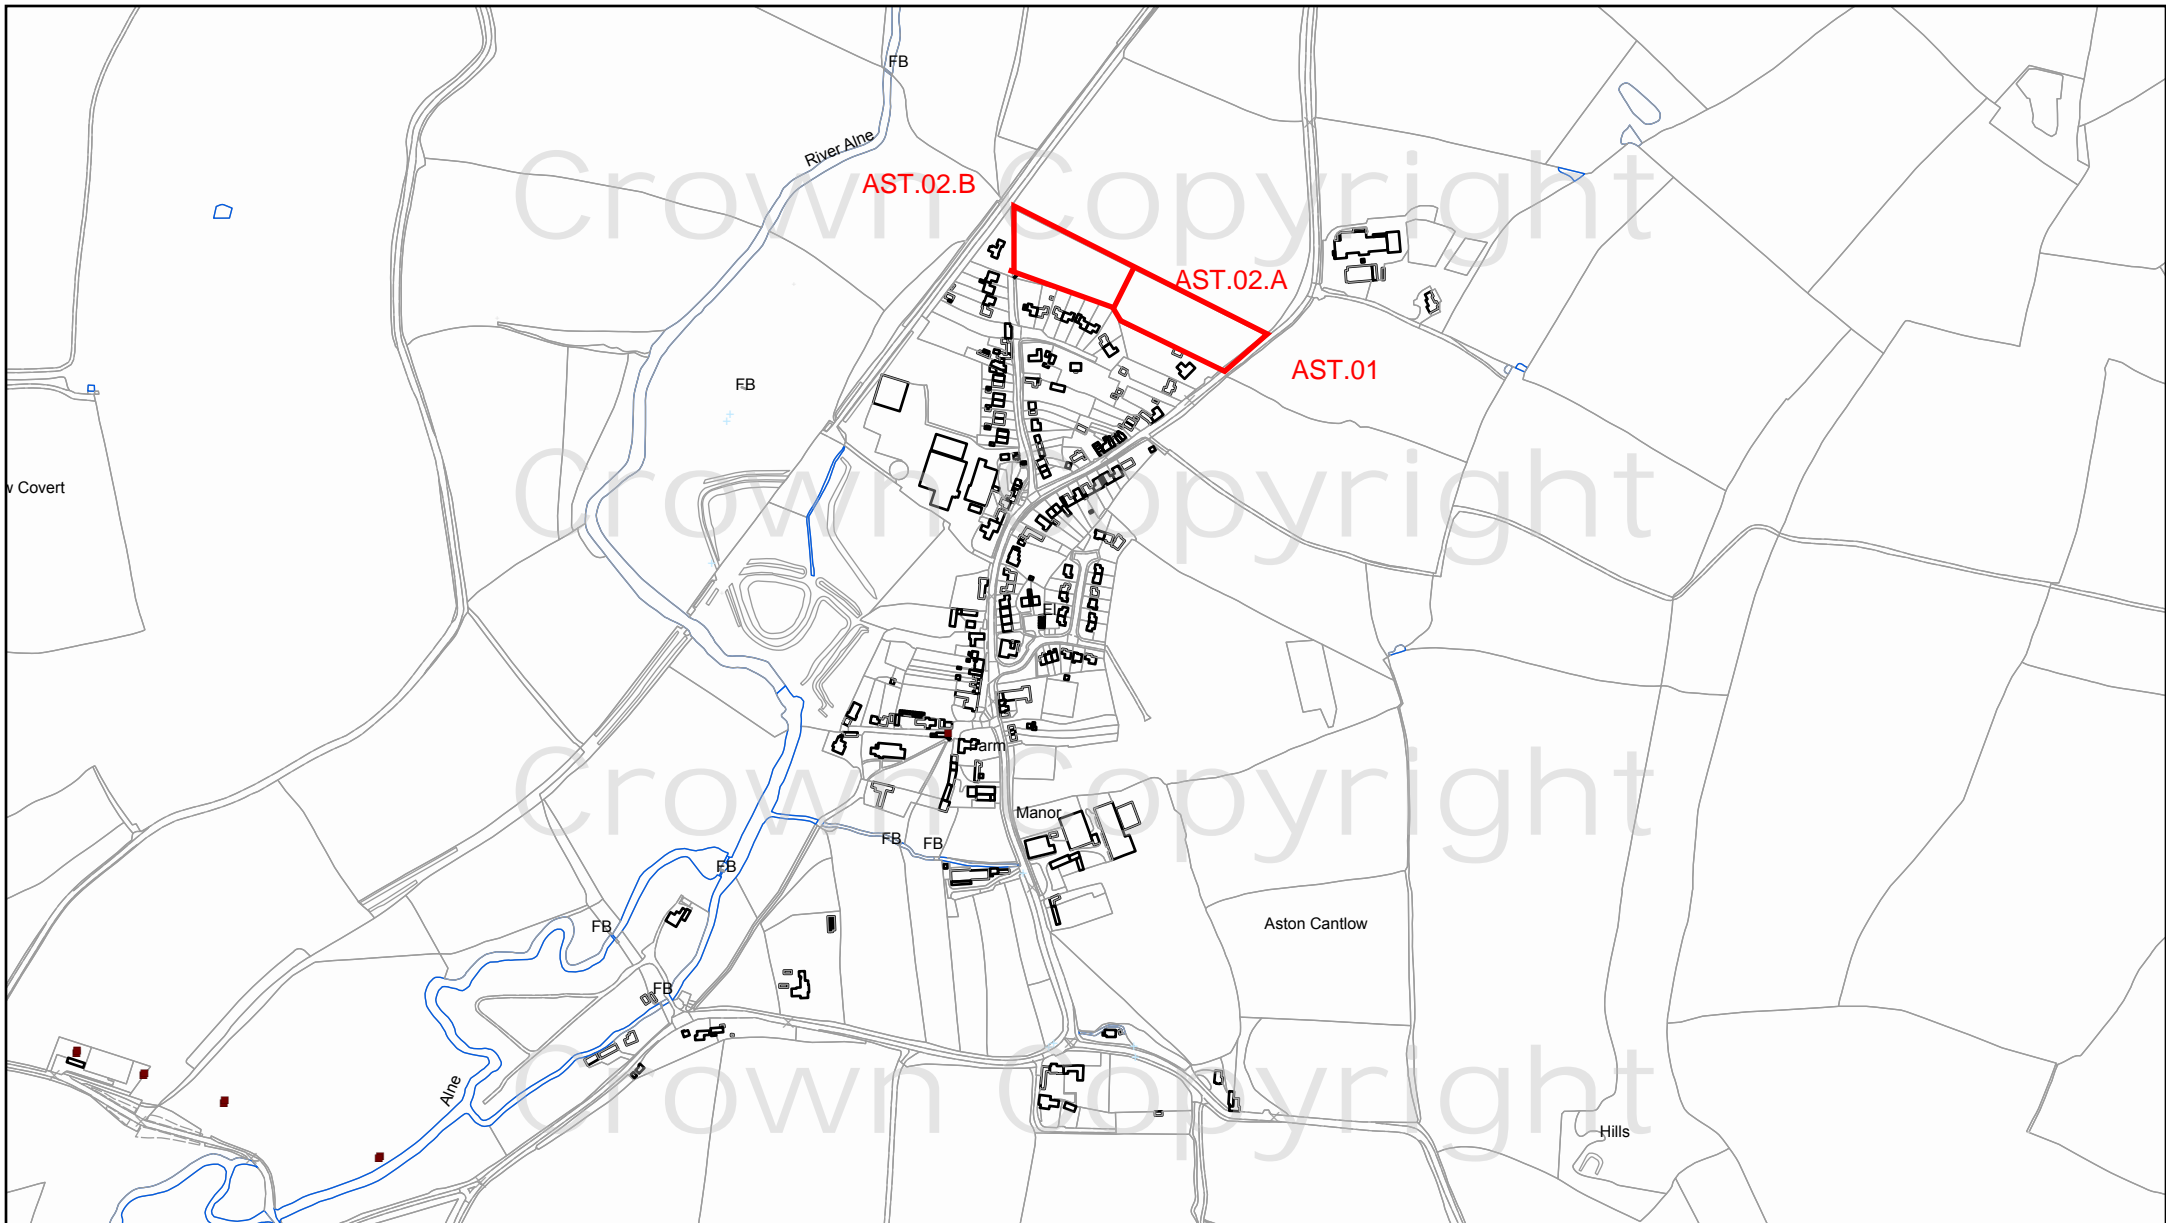 FB
River Alne
AST.02.B
Crown Copyright
AST.02.A
AST.01
FB
v Covert
Crown Copyright
El
Farm
Manor
Crown Copyright
FB
FB
FB
Aston Cantlow
FB
FB
Alne
Crown Copyright
Hills